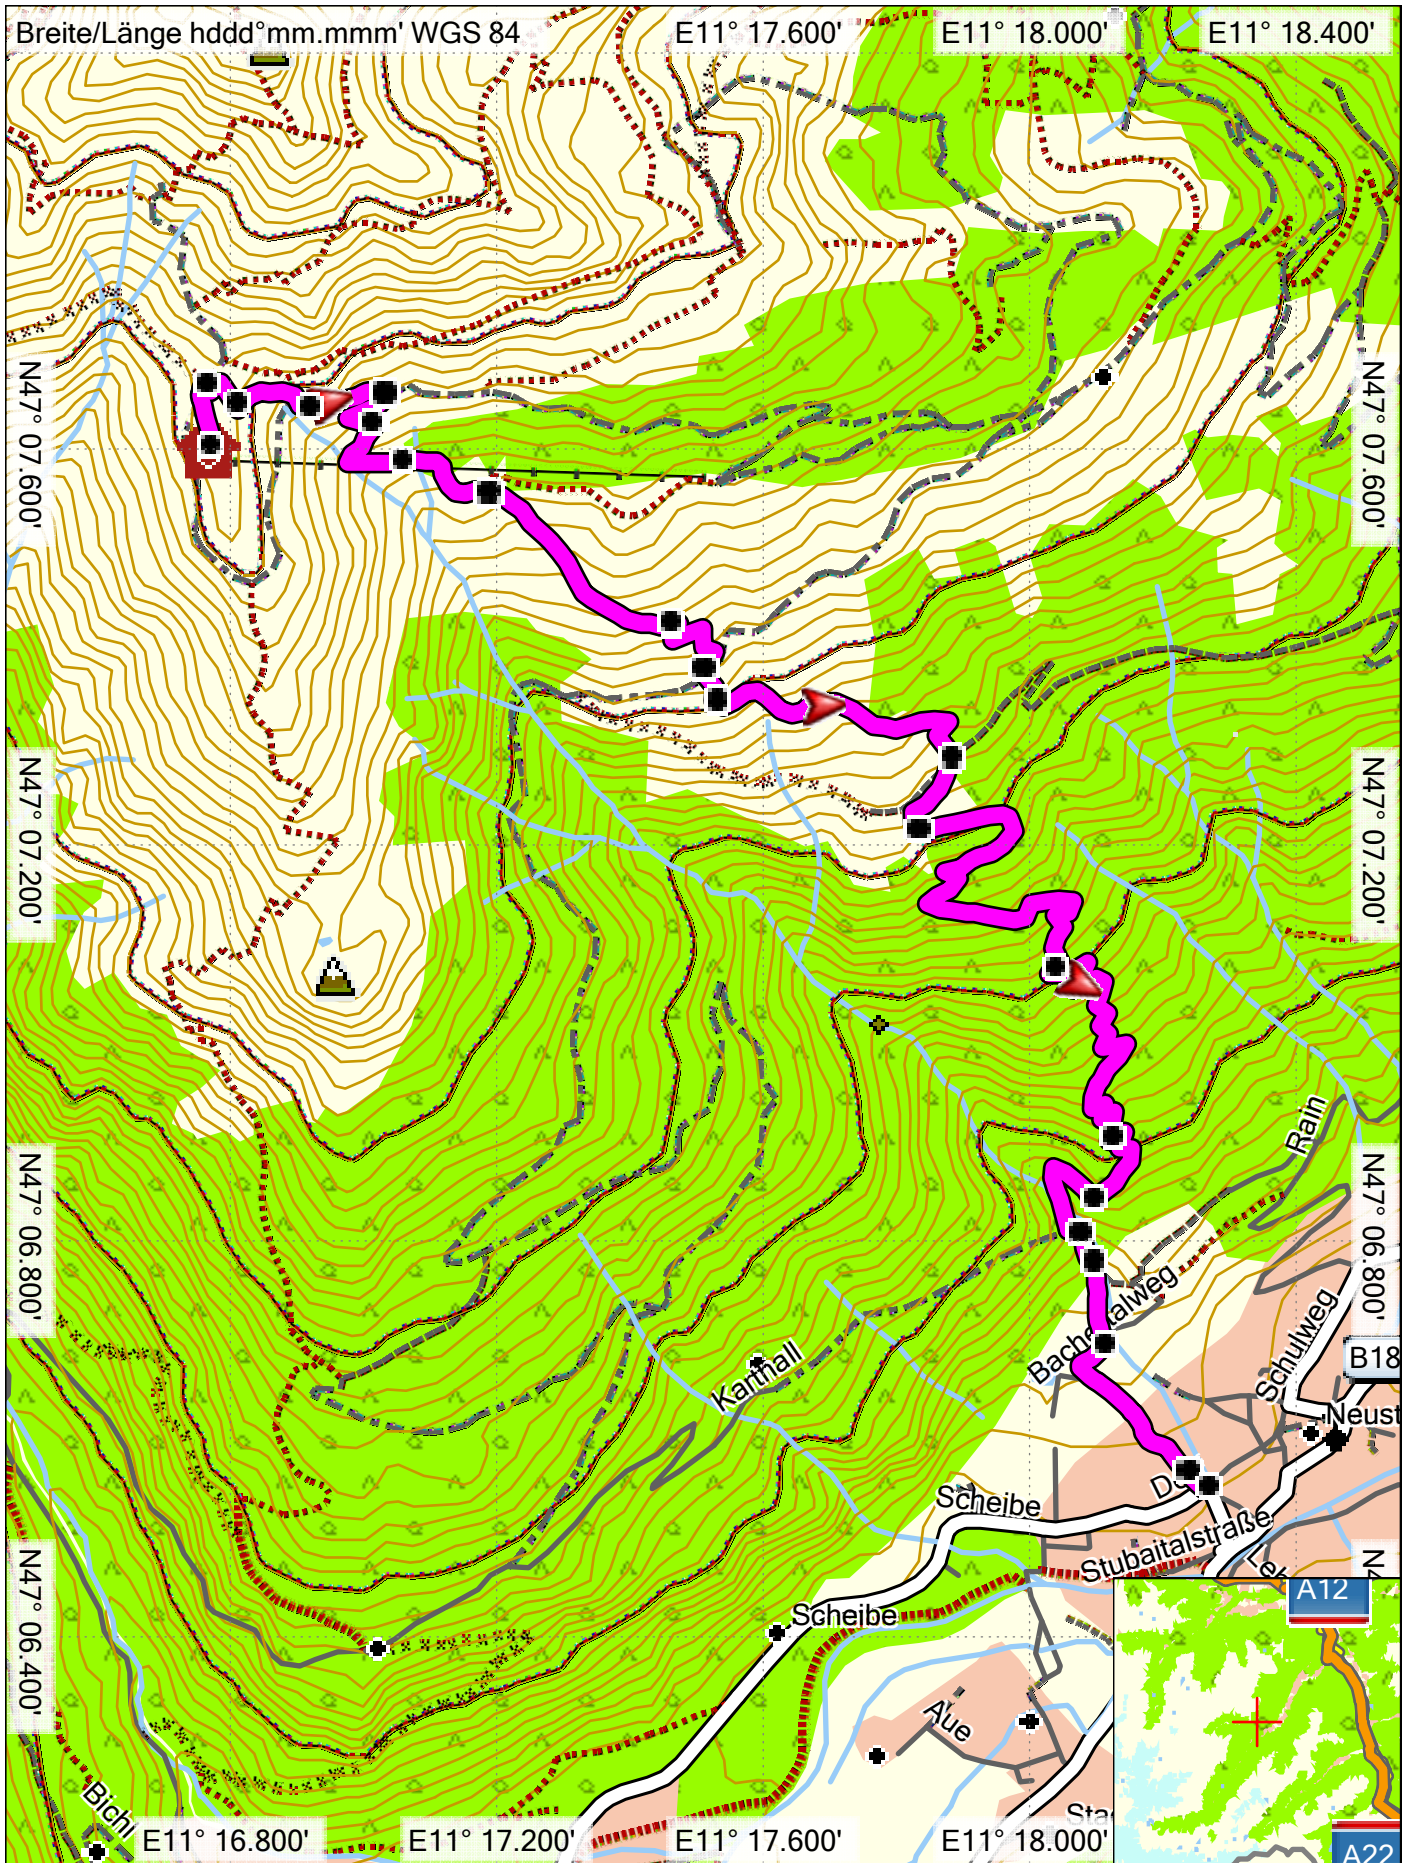 Breite/Länge hddd°mm.mmm' WGS 84
E11° 17.600'
E11° 18.000'
E11° 18.400'
N47° 07.600'
N47° 07.600'
N47° 07.200'
N47° 07.200'
Rain
N47° 06.800'
N47° 06.800'
Schulweg
B18
Karthall
Neust
Scheibe
Stubaitalstraße
N47° 06.400'
N4
A12
Scheibe
Aue
Bichl
E11° 16.800'
E11° 17.200'
E11° 17.600'
E11° 18.000'
A22